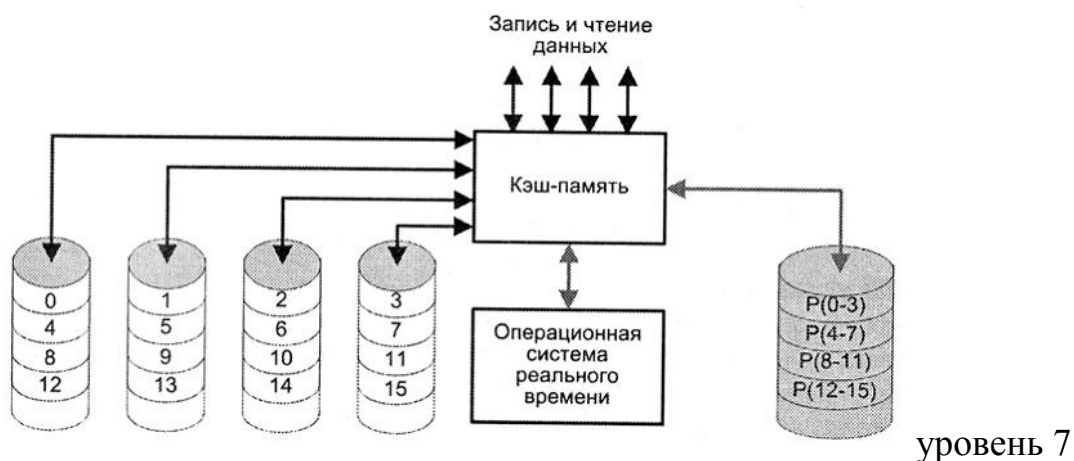 Запись и чтение
данных
Кэш-память
0
4
8
12
1
5
9
13
2
6
10
14
3
7
11
15
Операционная
система
реального
времени
P(0-3)
P(4-7)
P(8-11)
P(12-15)
уровень 7